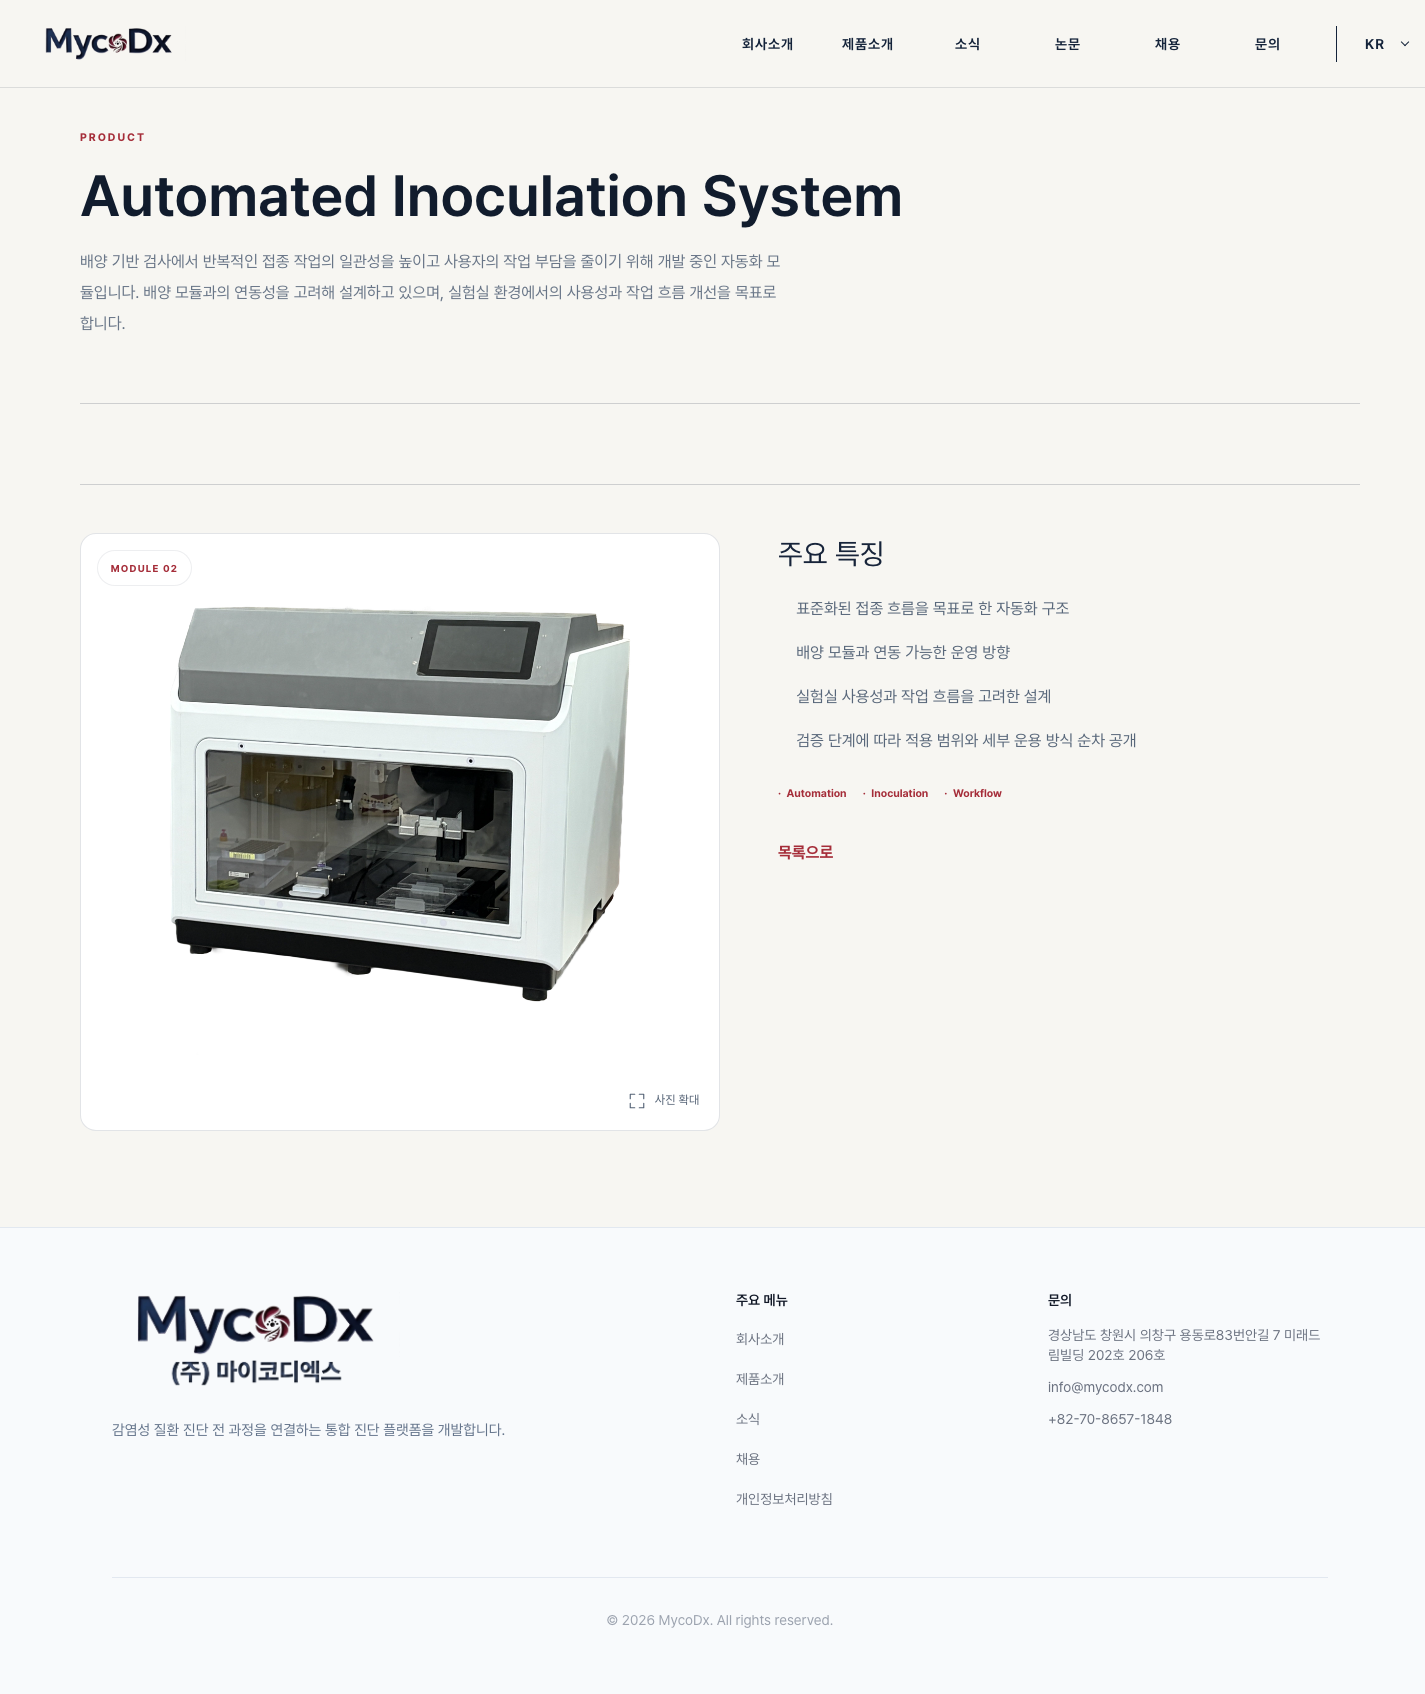 MycoDx
회사소개
제품소개
소식
논문
채용
문의
KR
PRODUCT
Automated Inoculation System
배양 기반 검사에서 반복적인 접종 작업의 일관성을 높이고 사용자의 작업 부담을 줄이기 위해 개발 중인 자동화 모
듈입니다. 배양 모듈과의 연동성을 고려해 설계하고 있으며, 실험실 환경에서의 사용성과 작업 흐름 개선을 목표로
합니다.
MODULE 02
사진 확대
주요 특징
표준화된 접종 흐름을 목표로 한 자동화 구조
배양 모듈과 연동 가능한 운영 방향
실험실 사용성과 작업 흐름을 고려한 설계
검증 단계에 따라 적용 범위와 세부 운용 방식 순차 공개
· Automation · Inoculation · Workflow
목록으로
MycoDx
(주) 마이코디엑스
감염성 질환 진단 전 과정을 연결하는 통합 진단 플랫폼을 개발합니다.
주요 메뉴
회사소개
제품소개
소식
채용
개인정보처리방침
문의
경상남도 창원시 의창구 용동로83번안길 7 미래드
림빌딩 202호 206호
info@mycodx.com
+82-70-8657-1848
© 2026 MycoDx. All rights reserved.